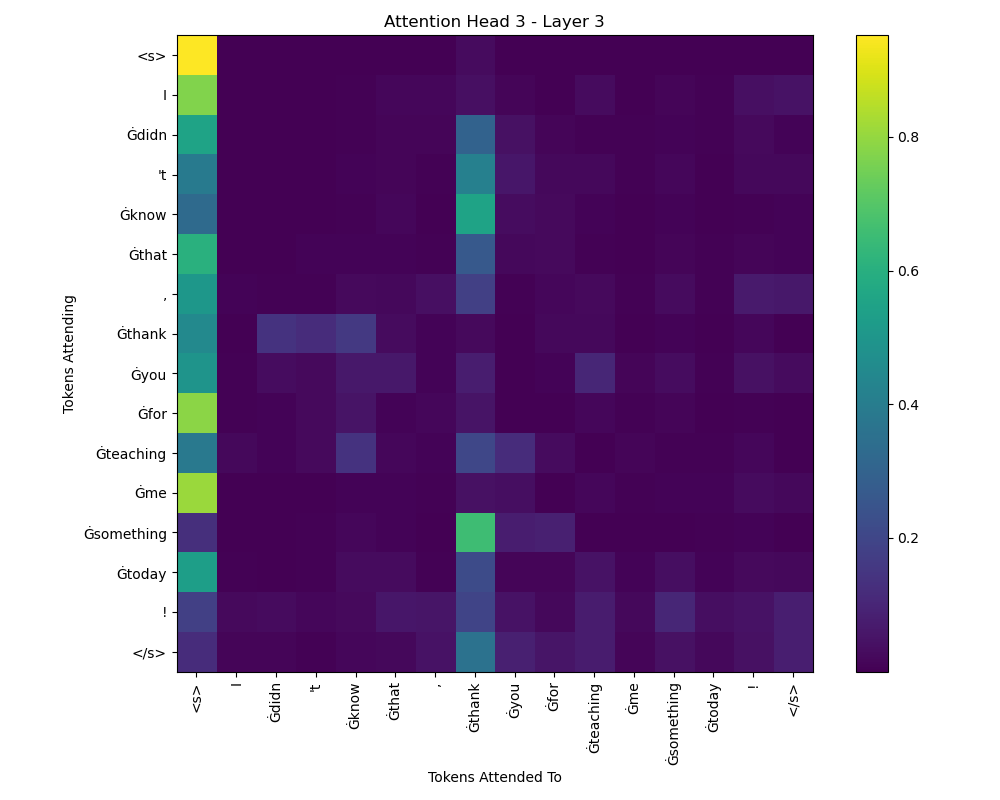 Attention Head 3 - Layer 3
Tokens Attending
<s>
I
Ġdidn
't
Ġknow
Ġthat
,
Ġthank
Ġyou
Ġfor
Ġteaching
Ġme
Ġsomething
Ġtoday
!
</s>
<s>
I
Ġdidn
't
Ġknow
Ġthat
,
Ġthank
Ġyou
Ġfor
Ġteaching
Ġme
Ġsomething
Ġtoday
!
</s>
Tokens Attended To
0.8
0.6
0.4
0.2